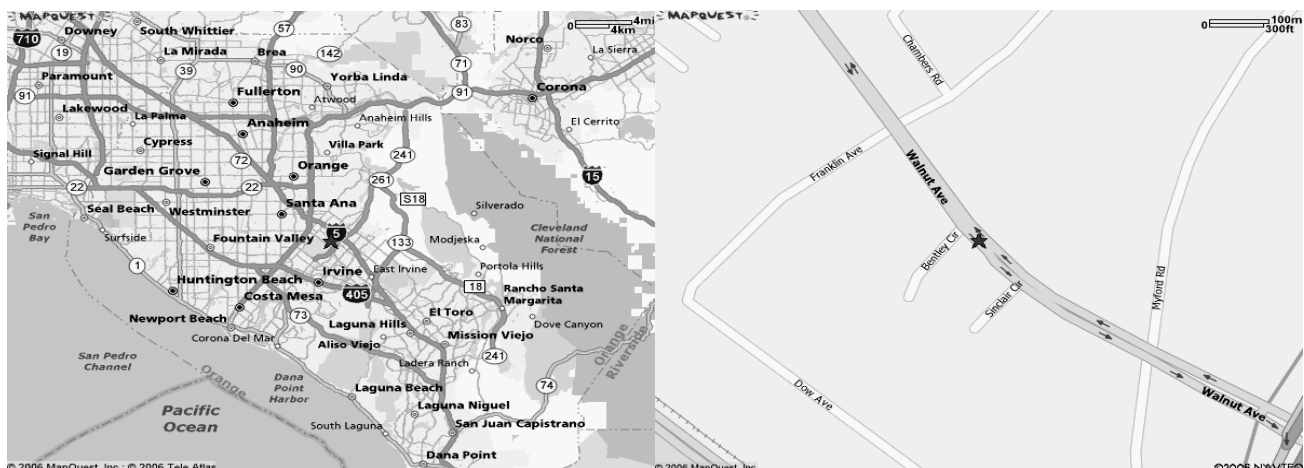 MAPQUEST
4mi
4km
710
Downey
South Whittier
57
83
Norco
19
La Mirada
Brea
142
La Sierra
39
90
71
Paramount
Yorba Linda
91
Fullerton
Atwood
91
Corona
Lakewood
La Palma
Anaheim
Anaheim Hills
El Cerrito
Cypress
Villa Park
Signal Hill
72
Orange
241
Garden Grove
15
22
22
261
S18
Seal Beach
Westminster
Santa Ana
Silverado
San
Pedro
Bay
Surfside
Fountain Valley
5
133
Modjeska
Cleveland
National
Forest
1
Irvine
East Irvine
Portola Hills
Huntington Beach
405
18
Rancho Santa
Margarita
Costa Mesa
73
El Toro
Newport Beach
Laguna Hills
Dove Canyon
Corona Del Mar
Aliso Viejo
Mission Viejo
Orange
Riverside
San Pedro
Channel
Ladera Ranch
241
Orange
Dana
Point
Harbor
Laguna Beach
74
Pacific
Ocean
Laguna Niguel
South Laguna
San Juan Capistrano
Dana Point
© 2006 MapQuest, Inc.; © 2006 Tele Atlas
MAPQUEST
100m
300ft
Chambers Rd
Franklin Ave
Walnut Ave
Bentley Cir
Sinclair Cir
Myford Rd
Dow Ave
Walnut Ave
©2006 NAVTEQ